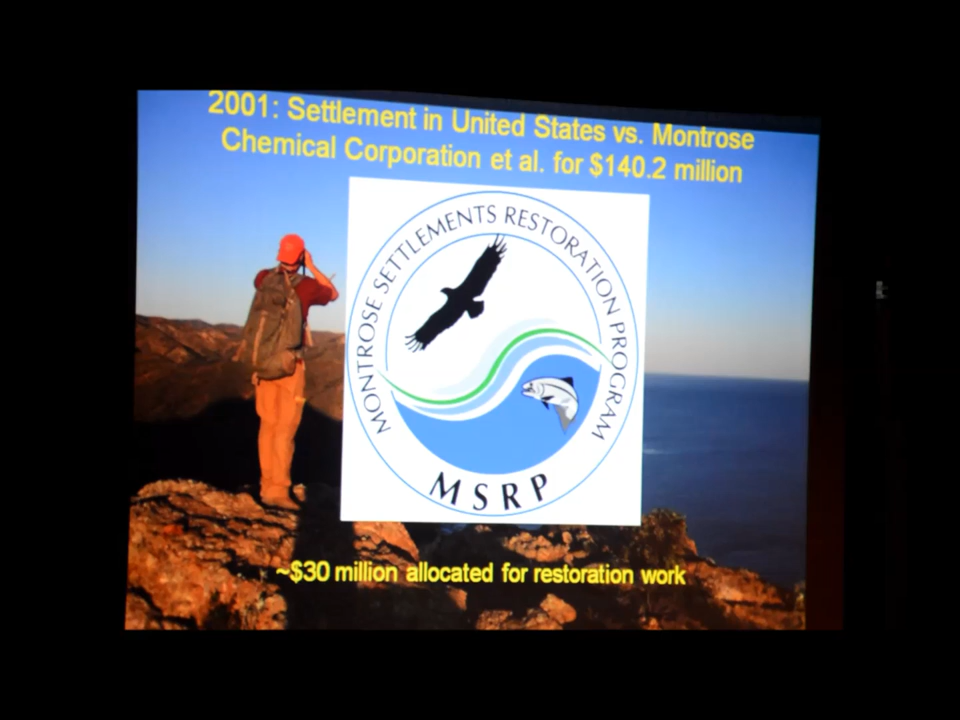 2001: Settlement in United States vs. Montrose
Chemical Corporation et al. for $140.2 million
MONTROSE SETTLEMENTS RESTORATION PROGRAM
MSRP
~$30 million allocated for restoration work